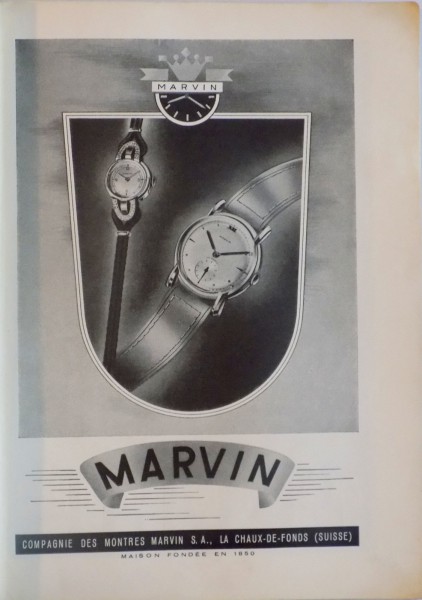 MARVIN
MARVIN
COMPAGNIE DES MONTRES MARVIN S.A., LA CHAUX-DE-FONDS (SUISSE)
MAISON FONDÉE EN 1850